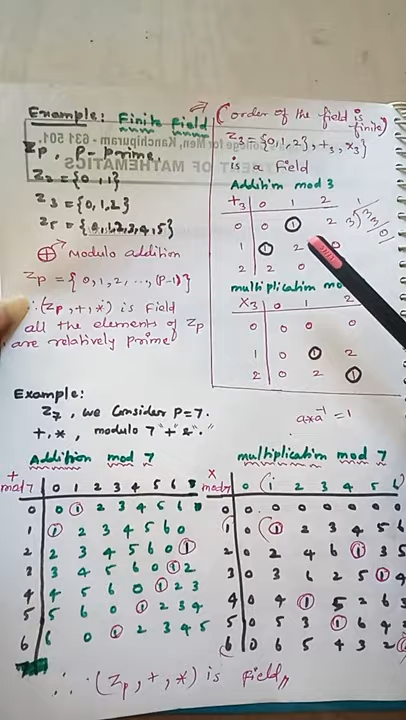 Example: Finite Field
(order of the field is finite)
Zp, p - prime.
Z2 = {0, 1}
Z3 = {0,1,2}
Z5 = {0,1,2,3,4,5}
⊕ Modulo addition
Zp = {0,1,2,...,(p-1)}
∴ (Zp,+,*) is Field
all the elements of Zp
are relatively prime
Z3 = {0,1,2}, +3, x3}
is a Field
Addition mod 3
+3 0 1 2
0 0 1 2
1 1 2 0
2 2 0
multiplication mo
X3 0 1 2
0 0 0 0
1 0 1 2
2 0 2 1
a*a⁻¹ = 1
Example:
Z7, we consider P=7.
+,*, modulo 7 "+ & ."
Addition mod 7
+ mod 7 0 1 2 3 4 5 6
0 0 1 2 3 4 5 6
1 1 2 3 4 5 6 0
2 2 3 4 5 6 0 1
3 3 4 5 6 0 1 2
4 4 5 6 0 1 2 3
5 5 6 0 1 2 3 4
6 6 0 1 2 3 4 5
multiplication mod 7
X mod 7 0 1 2 3 4 5 6
0 0 0 0 0 0 0 0
1 0 1 2 3 4 5 6
2 0 2 4 6 1 3 5
3 0 3 6 2 5 1 4
4 0 4 1 5 2 6 3
5 0 5 3 1 6 4 2
6 0 6 5 4 3 2
∴ (Zp,+,*) is Field